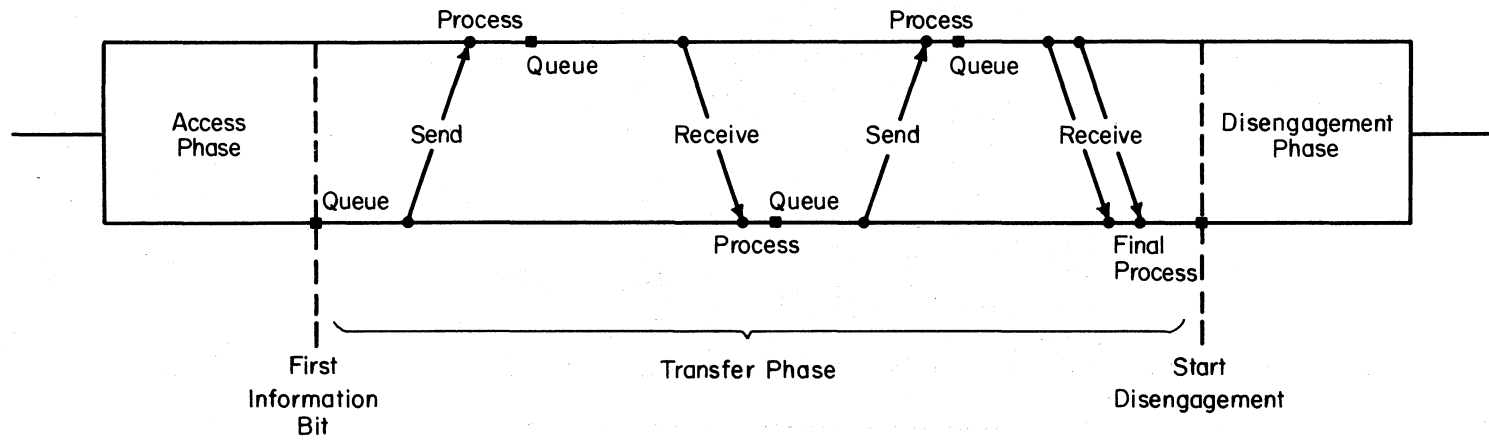 Process
Process
Queue
Queue
Access
Phase
Send
Receive
Send
Receive
Disengagement
Phase
Queue
Queue
Process
Final
Process
First
Information
Bit
Transfer Phase
Start
Disengagement